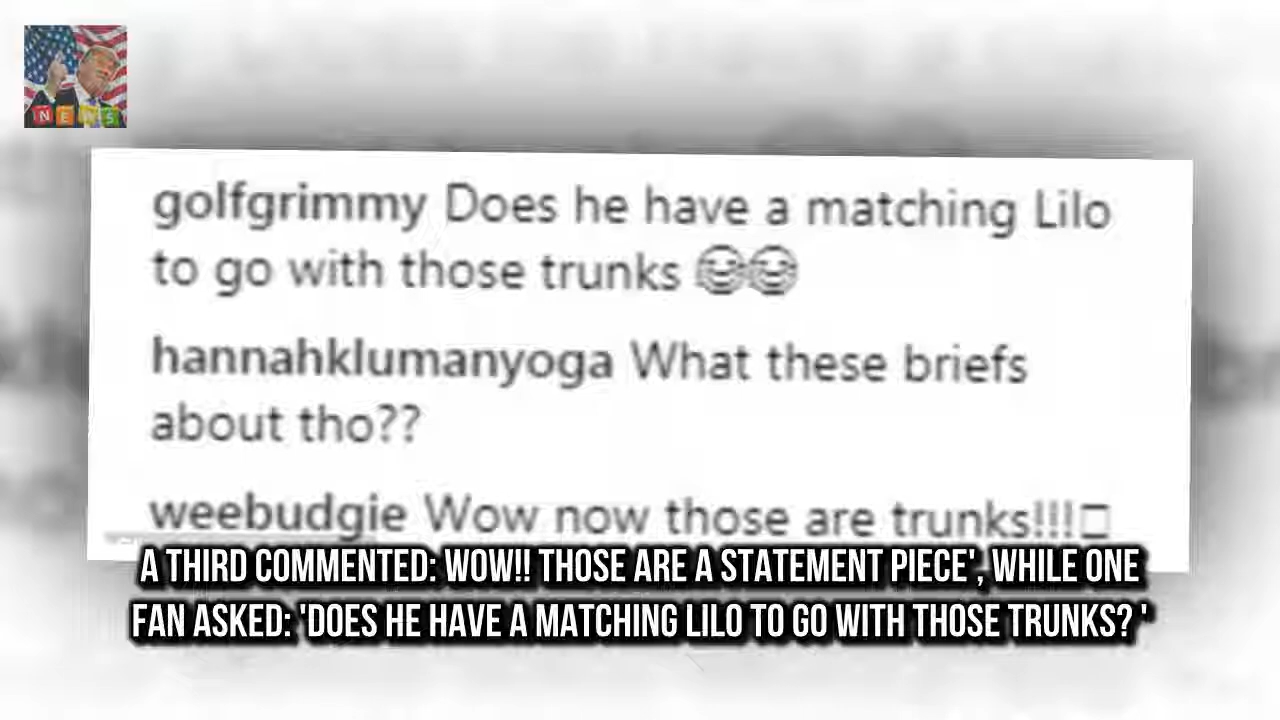 NEWS
golfgrimmy Does he have a matching Lilo
to go with those trunks 😂😂
hannahklumanyoga What these briefs
about tho??
weebudgie Wow now those are trunks!!!□
A THIRD COMMENTED: WOW!! THOSE ARE A STATEMENT PIECE', WHILE ONE
FAN ASKED: 'DOES HE HAVE A MATCHING LILO TO GO WITH THOSE TRUNKS? '